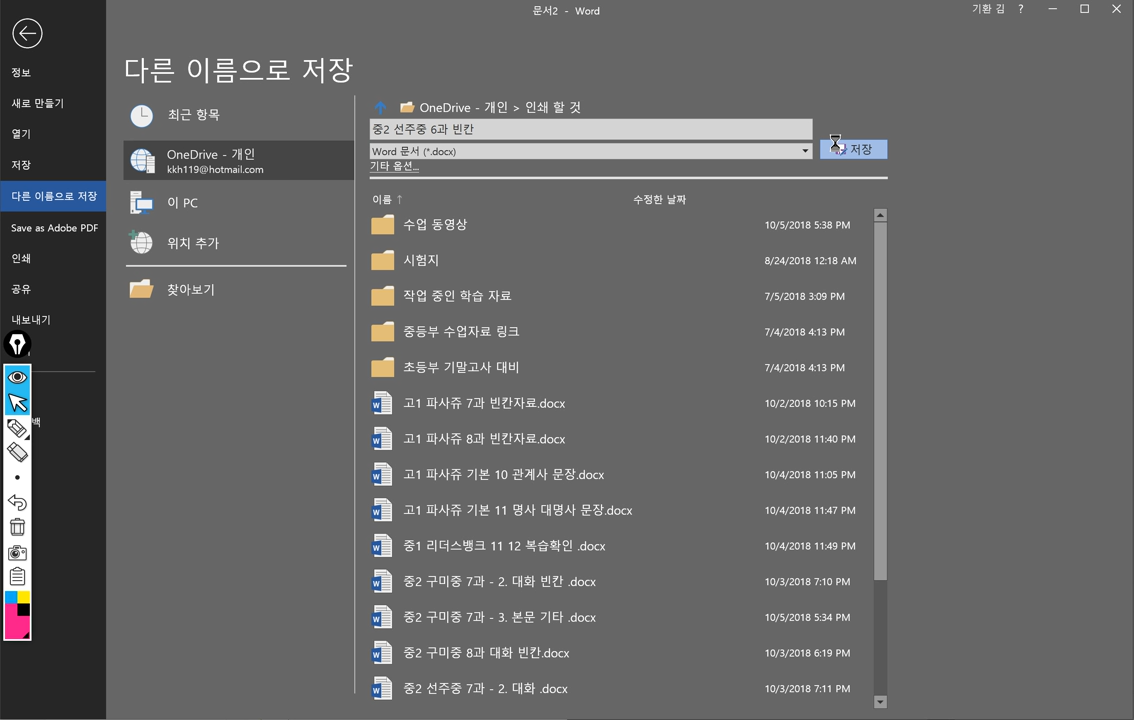 문서2 - Word
기환 김 ?
정보
새로 만들기
열기
저장
다른 이름으로 저장
Save as Adobe PDF
인쇄
공유
내보내기
백
다른 이름으로 저장
최근 항목
OneDrive - 개인
kkh119@hotmail.com
이 PC
위치 추가
찾아보기
OneDrive - 개인 > 인쇄 할 것
중2 선주중 6과 빈칸
Word 문서 (*.docx)
저장
기타 옵션...
이름 ↑ 수정한 날짜
수업 동영상 10/5/2018 5:38 PM
시험지 8/24/2018 12:18 AM
작업 중인 학습 자료 7/5/2018 3:09 PM
중등부 수업자료 링크 7/4/2018 4:13 PM
초등부 기말고사 대비 7/4/2018 4:13 PM
고1 파사쥬 7과 빈칸자료.docx 10/2/2018 10:15 PM
고1 파사쥬 8과 빈칸자료.docx 10/2/2018 11:40 PM
고1 파사쥬 기본 10 관계사 문장.docx 10/4/2018 11:05 PM
고1 파사쥬 기본 11 명사 대명사 문장.docx 10/4/2018 11:47 PM
중1 리더스뱅크 11 12 복습확인 .docx 10/4/2018 11:49 PM
중2 구미중 7과 - 2. 대화 빈칸 .docx 10/3/2018 7:10 PM
중2 구미중 7과 - 3. 본문 기타 .docx 10/5/2018 5:34 PM
중2 구미중 8과 대화 빈칸.docx 10/3/2018 6:19 PM
중2 선주중 7과 - 2. 대화 .docx 10/3/2018 7:11 PM